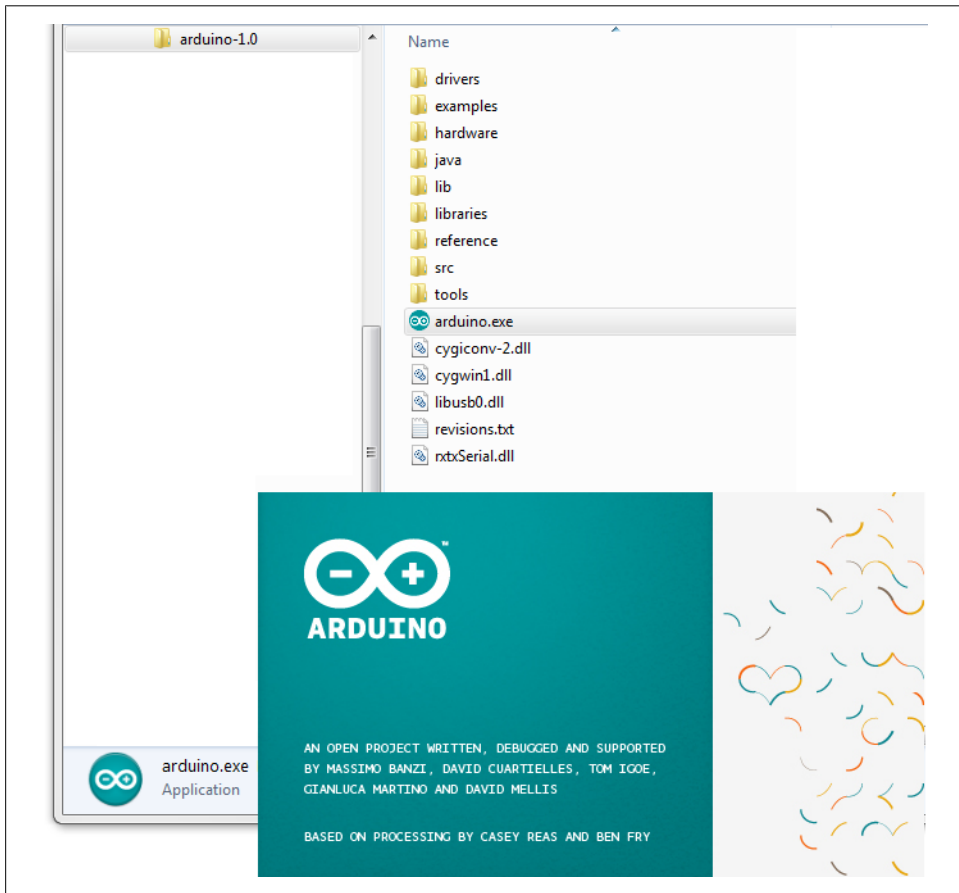 arduino-1.0
Name
drivers
examples
hardware
java
lib
libraries
reference
src
tools
arduino.exe
cygiconv-2.dll
cygwin1.dll
libusb0.dll
revisions.txt
rxtxSerial.dll
ARDUINO
TM
AN OPEN PROJECT WRITTEN, DEBUGGED AND SUPPORTED
BY MASSIMO BANZI, DAVID CUARTIELLES, TOM IGOE,
GIANLUCA MARTINO AND DAVID MELLIS
BASED ON PROCESSING BY CASEY REAS AND BEN FRY
arduino.exe
Application